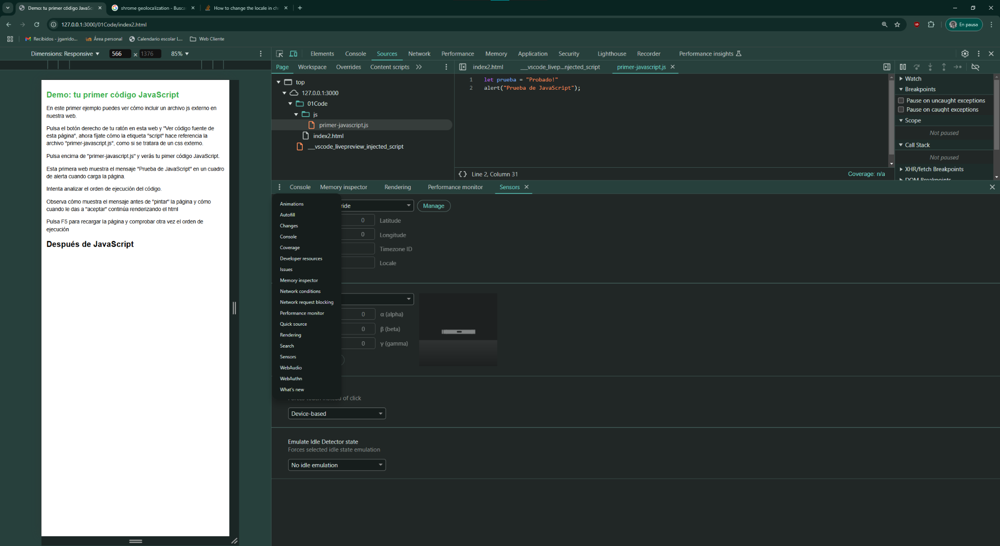 Demo: tu primer código JavaSc
shrome geolocalization - Busca
How to change the locale in ch
127.0.0.1:3000/01Code/index2.html
En pausa
Recibidos - jgarrido...
Área personal
Calendario escolar L...
Web Cliente
Dimensions: Responsive
566
x
1376
85%
Elements
Console
Sources
Network
Performance
Memory
Application
Security
Lighthouse
Recorder
Performance insights
Page
Workspace
Overrides
Content scripts
index2.html
__vscode_livep...njected_script
primer-javascript.js
top
127.0.0.1:3000
01Code
js
primer-javascript.js
index2.html
__vscode_livepreview_injected_script
1 let prueba = "Probado!"
2 alert("Prueba de JavaScript");
{} Line 2, Column 31
Coverage: n/a
Watch
Breakpoints
Pause on uncaught exceptions
Pause on caught exceptions
Scope
Not paused
Call Stack
Not paused
XHR/fetch Breakpoints
DOM Breakpoints
Demo: tu primer código JavaScript
En este primer ejemplo puedes ver cómo incluir un archivo js externo en
nuestra web.
Pulsa el botón derecho de tu ratón en esta web y "Ver código fuente de
esta página", ahora fíjate cómo la etiqueta "script" hace referencia la
archivo "primer-javascript.js", como si se tratara de un css externo.
Pulsa encima de "primer-javascript.js" y verás tu pimer código JavaScript.
Esta primera web muestra el mensaje "Prueba de JavaScript" en un cuadro
de alerta cuando carga la página.
Intenta analizar el orden de ejecución del código.
Observa cómo muestra el mensaje antes de "pintar" la página y cómo
cuando le das a "aceptar" continúa renderizando el html
Pulsa F5 para recargar la página y comprobar otra vez el orden de
ejecución
Después de JavaScript
Console
Memory inspector
Rendering
Performance monitor
Sensors
Animations
Autofill
Changes
Console
Coverage
Developer resources
Issues
Memory inspector
Network conditions
Network request blocking
Performance monitor
Quick source
Rendering
Search
Sensors
WebAudio
WebAuthn
What's new
ride
Manage
0 Latitude
0 Longitude
Timezone ID
Locale
0 α (alpha)
0 β (beta)
0 γ (gamma)
of click
Device-based
Emulate Idle Detector state
Forces selected idle state emulation
No idle emulation